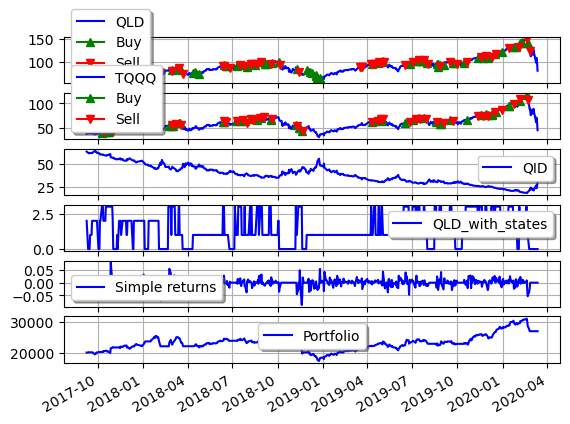 QLD
Buy
Sell
150
100
TQQQ
Buy
Sell
100
50
QID
50
25
QLD_with_states
2.5
0.0
Simple returns
0.05
0.00
−0.05
Portfolio
30000
20000
2017-10
2018-01
2018-04
2018-07
2018-10
2019-01
2019-04
2019-07
2019-10
2020-01
2020-04